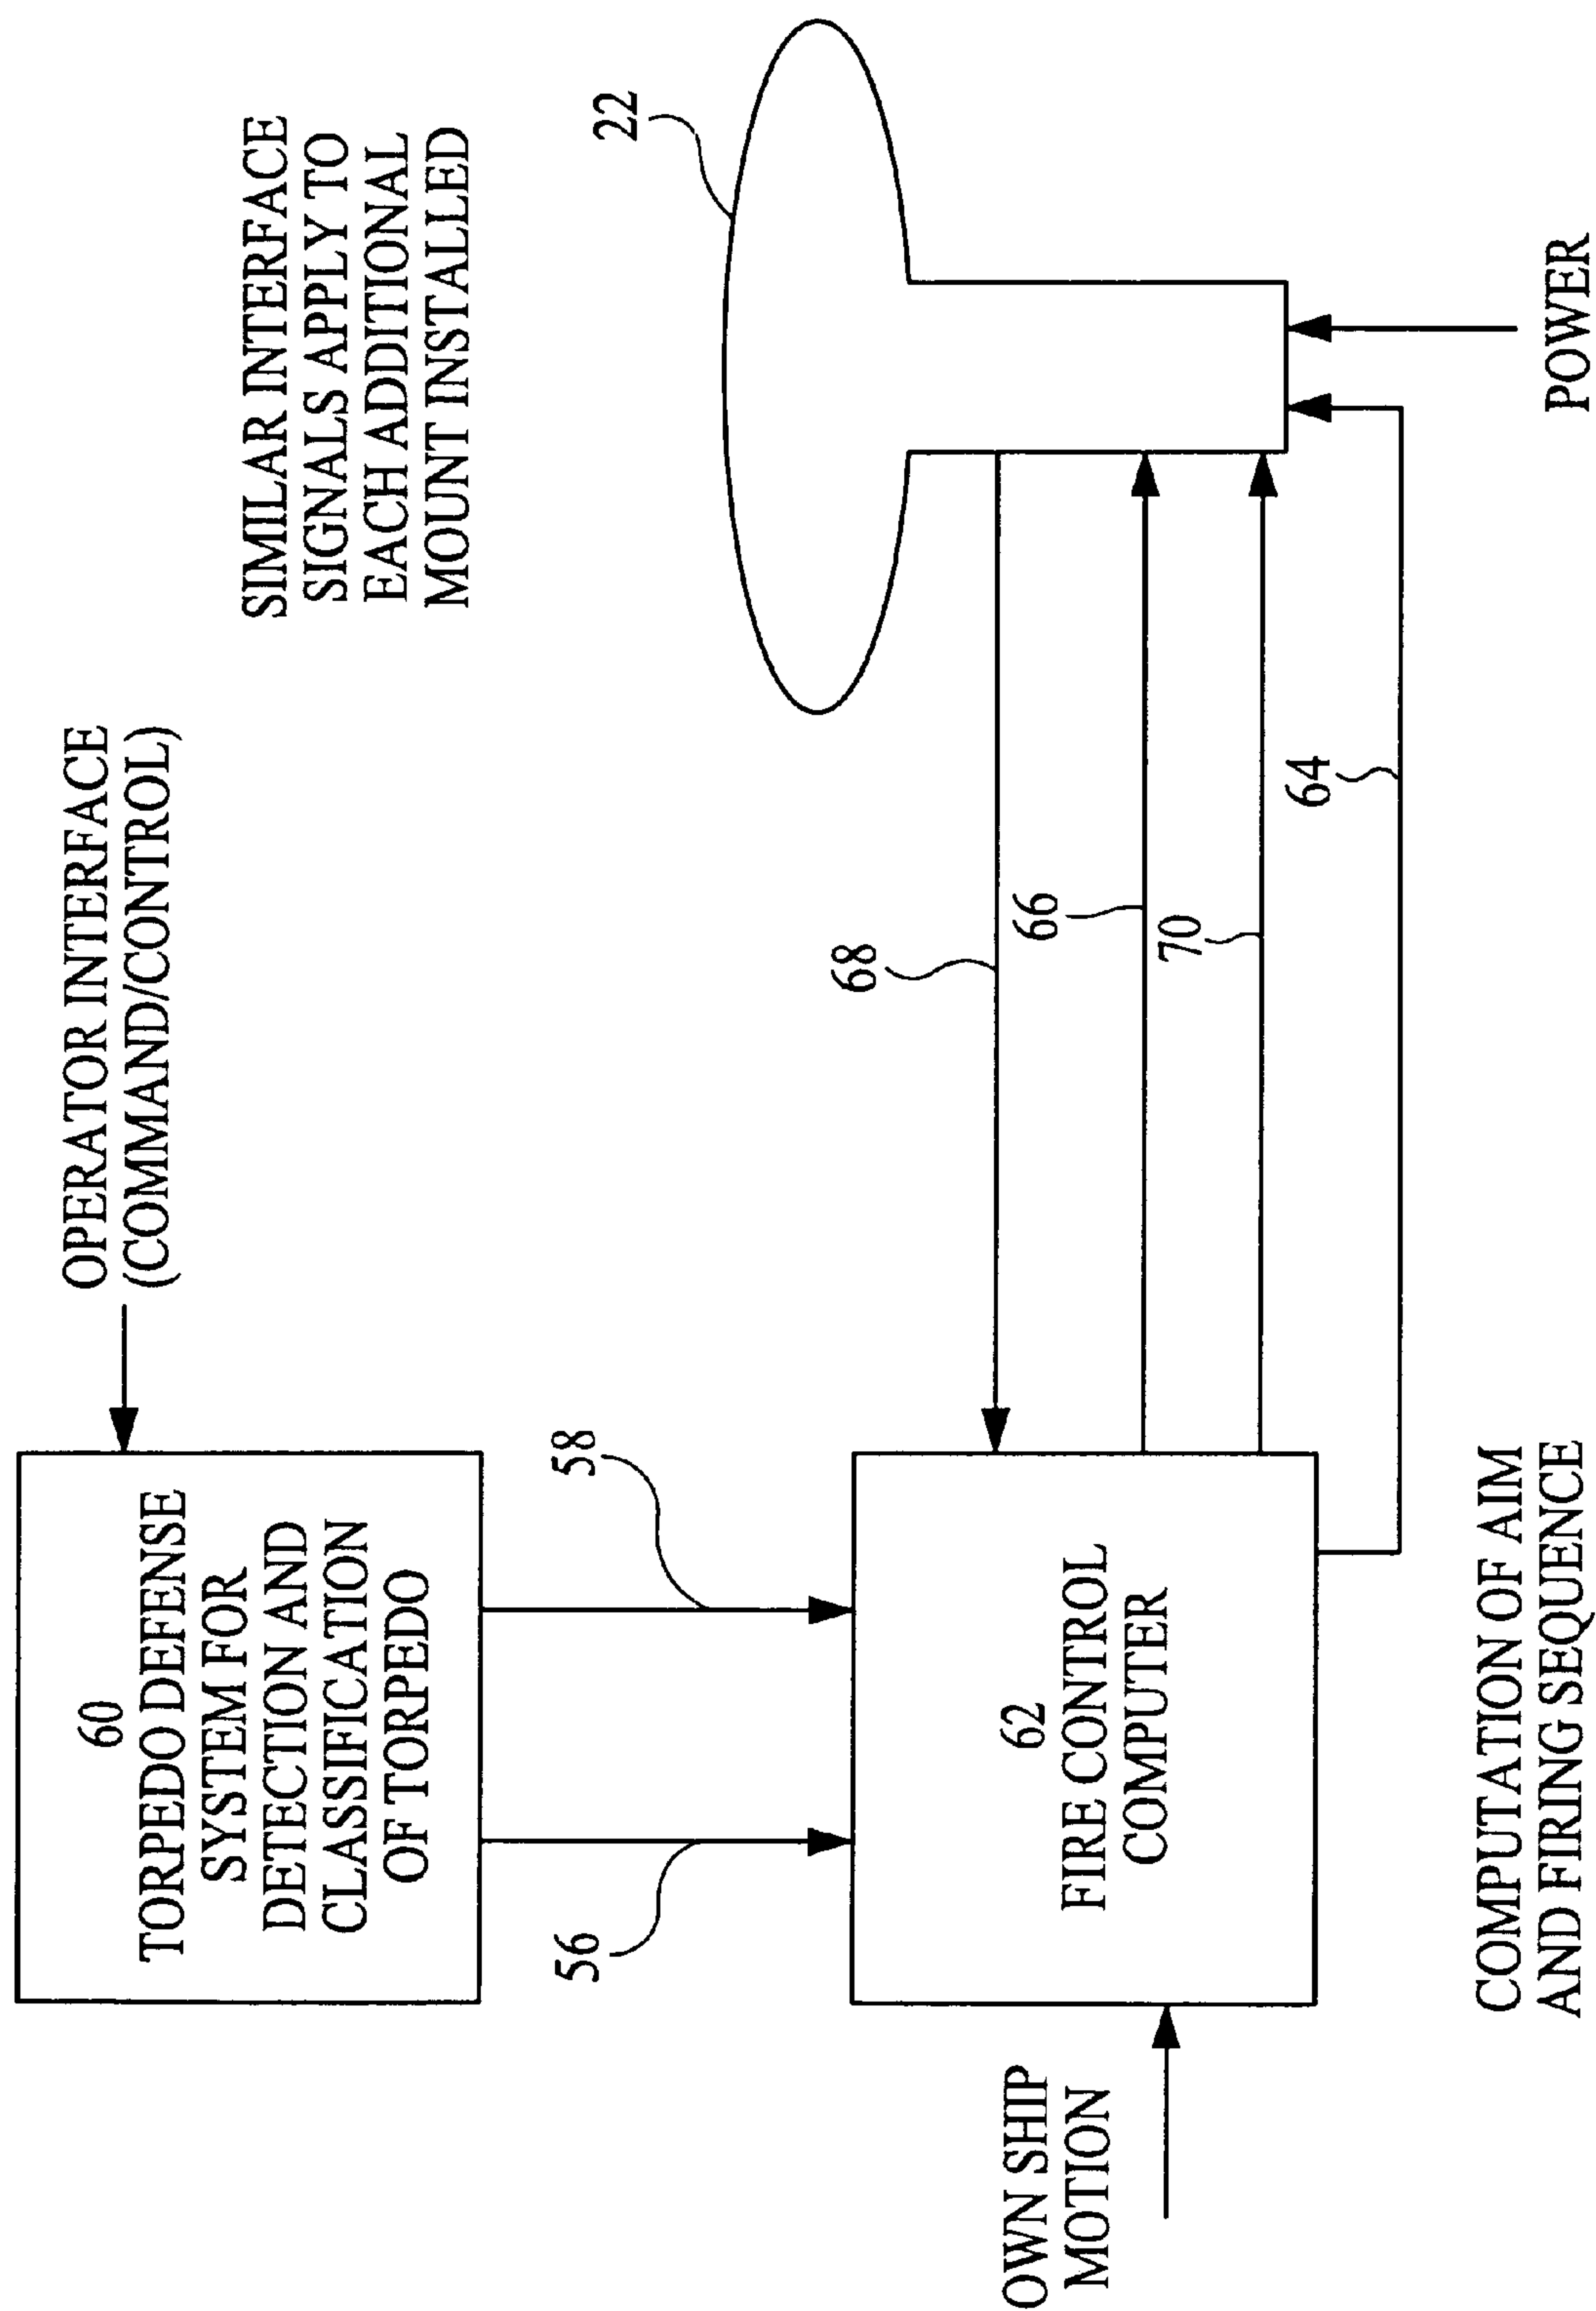 OPERATOR INTERFACE
(COMMAND/CONTROL)
SIMILAR INTERFACE
SIGNALS APPLY TO
EACH ADDITIONAL
MOUNT INSTALLED
60
TORPEDO DEFENSE
SYSTEM FOR
DETECTION AND
CLASSIFICATION
OF TORPEDO
56
58
22
OWN SHIP
MOTION
62
FIRE CONTROL
COMPUTER
68
66
70
64
POWER
COMPUTATION OF AIM
AND FIRING SEQUENCE